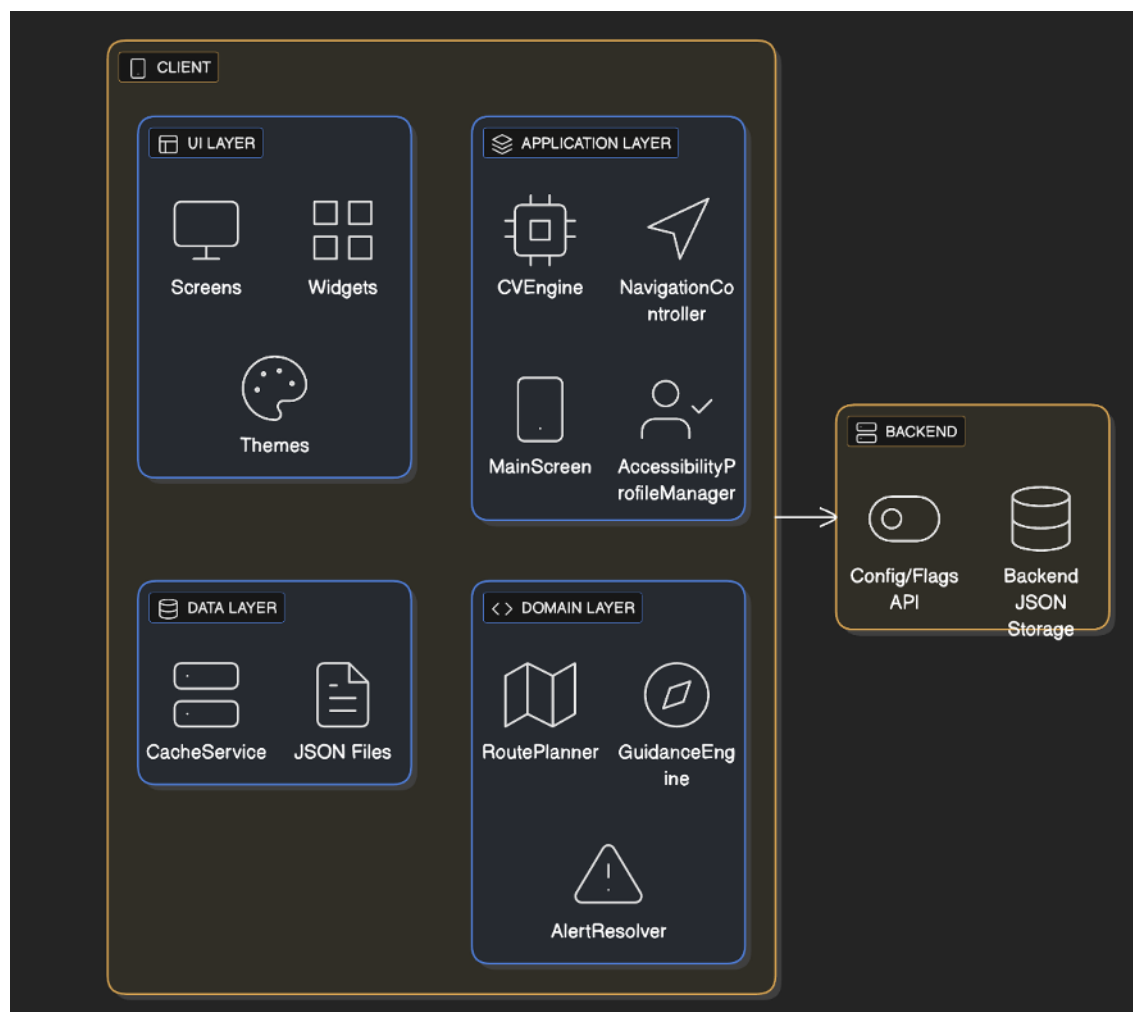 CLIENT
UI LAYER
Screens
Widgets
Themes
APPLICATION LAYER
CVEngine
NavigationCo
ntroller
MainScreen
AccessibilityP
rofileManager
DATA LAYER
CacheService
JSON Files
DOMAIN LAYER
RoutePlanner
GuidanceEng
ine
AlertResolver
BACKEND
Config/Flags
API
Backend
JSON
Storage